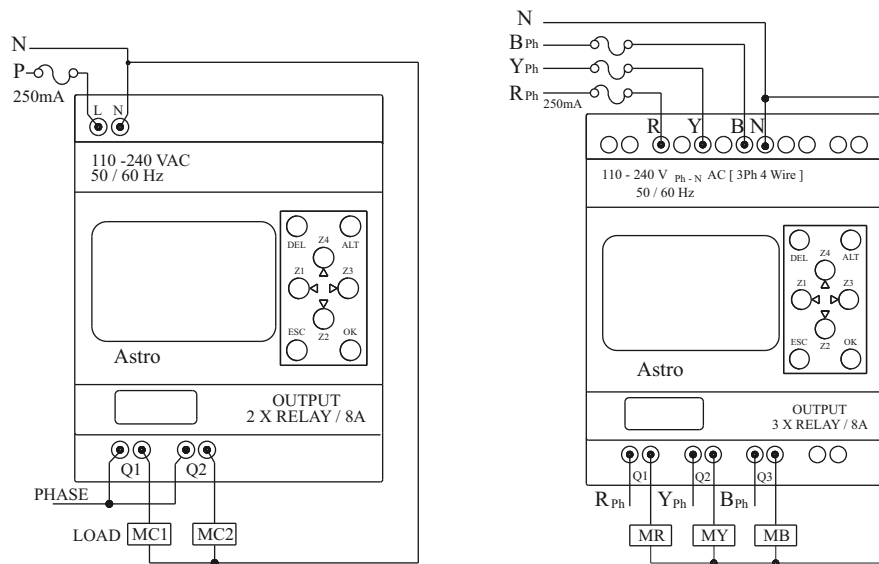 N
P
250mA
L N
110 -240 VAC
50 / 60 Hz
DEL
Z4
ALT
Z1
Z3
ESC
Z2
OK
Astro
OUTPUT
2 X RELAY / 8A
Q1 Q2
PHASE
LOAD MC1 MC2
N
BPh
YPh
RPh 250mA
R Y B N
110 - 240 V Ph - N AC [ 3Ph 4 Wire ]
50 / 60 Hz
DEL
Z4
ALT
Z1
Z3
ESC
Z2
OK
Astro
OUTPUT
3 X RELAY / 8A
Q1 Q2 Q3
RPh YPh BPh
MR MY MB